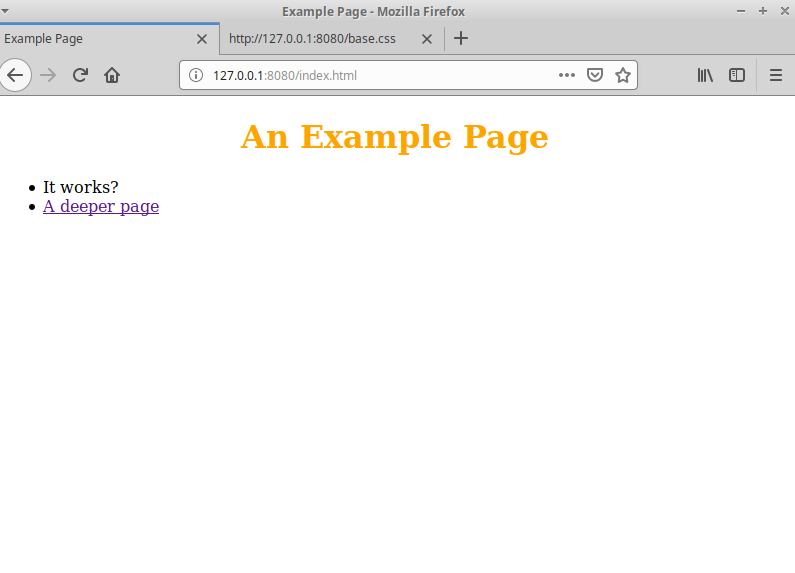 Example Page - Mozilla Firefox
Example Page
http://127.0.0.1:8080/base.css
127.0.0.1:8080/index.html
An Example Page
It works?
A deeper page